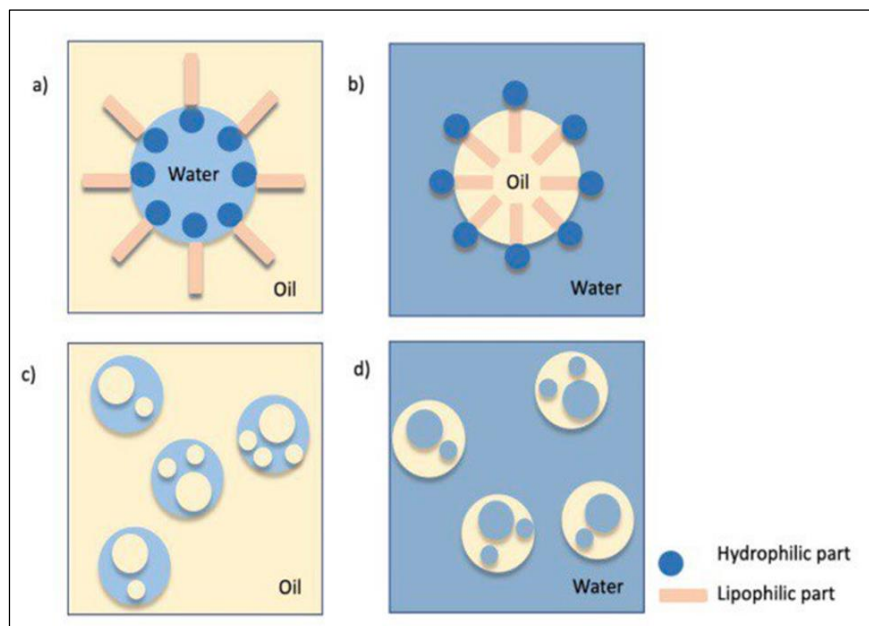 a)
Water
Oil
b)
Oil
Water
c)
Oil
d)
Water
Hydrophilic part
Lipophilic part